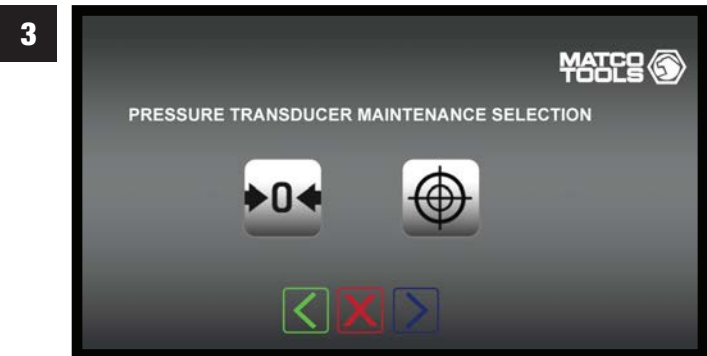 3
MATCO
TOOLS
PRESSURE TRANSDUCER MAINTENANCE SELECTION
0